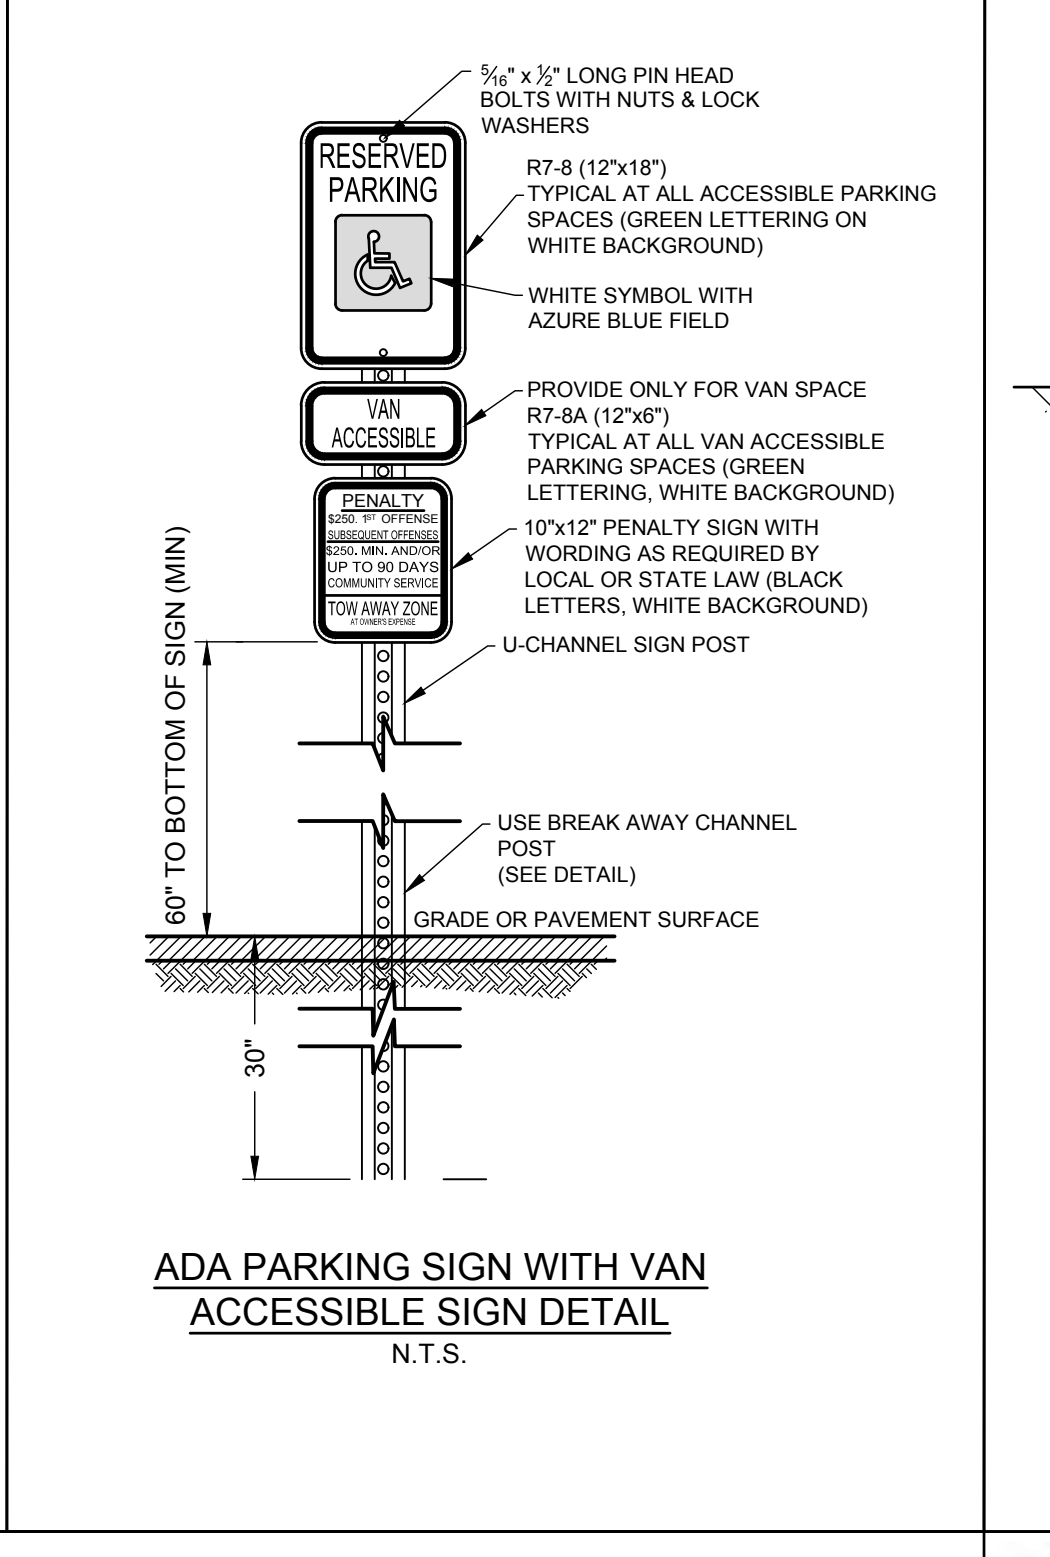 5/16" x 1/2" LONG PIN HEAD
BOLTS WITH NUTS & LOCK
WASHERS
RESERVED
PARKING
R7-8 (12"x18")
TYPICAL AT ALL ACCESSIBLE PARKING
SPACES (GREEN LETTERING ON
WHITE BACKGROUND)
WHITE SYMBOL WITH
AZURE BLUE FIELD
VAN
ACCESSIBLE
PROVIDE ONLY FOR VAN SPACE
R7-8A (12"x6")
TYPICAL AT ALL VAN ACCESSIBLE
PARKING SPACES (GREEN
LETTERING, WHITE BACKGROUND)
PENALTY
$250. 1ST OFFENSE
SUBSEQUENT OFFENSES
$250. MIN. AND/OR
UP TO 90 DAYS
COMMUNITY SERVICE
TOW AWAY ZONE
AT OWNER'S EXPENSE
10"x12" PENALTY SIGN WITH
WORDING AS REQUIRED BY
LOCAL OR STATE LAW (BLACK
LETTERS, WHITE BACKGROUND)
U-CHANNEL SIGN POST
60" TO BOTTOM OF SIGN (MIN)
USE BREAK AWAY CHANNEL
POST
(SEE DETAIL)
GRADE OR PAVEMENT SURFACE
30"
ADA PARKING SIGN WITH VAN
ACCESSIBLE SIGN DETAIL
N.T.S.